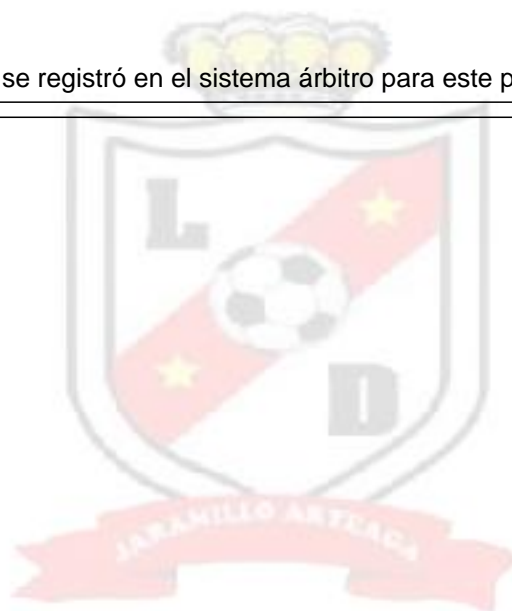 se registró en el sistema árbitro para este p
L
D
JARAMILLO ARTEAGA